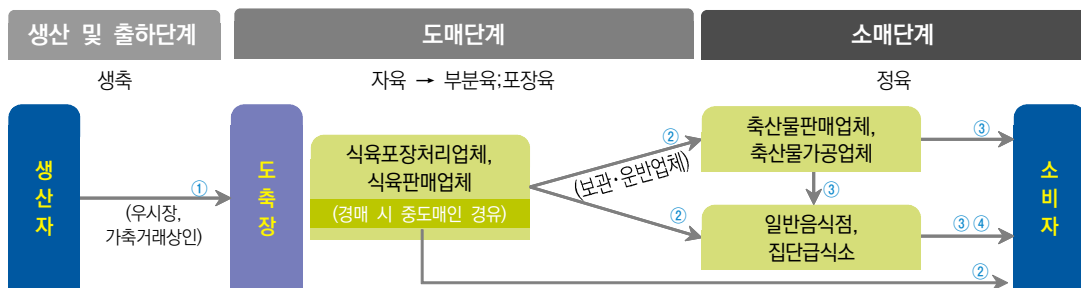 생산 및 출하단계
도매단계
소매단계
생축
자육 → 부분육;포장육
정육
생산자
①
(우시장,
가축거래상인)
도축장
식육포장처리업체,
식육판매업체
(경매 시 중도매인 경유)
②
(보관·운반업체)
②
축산물판매업체,
축산물가공업체
③
③
일반음식점,
집단급식소
③ ④
②
소비자